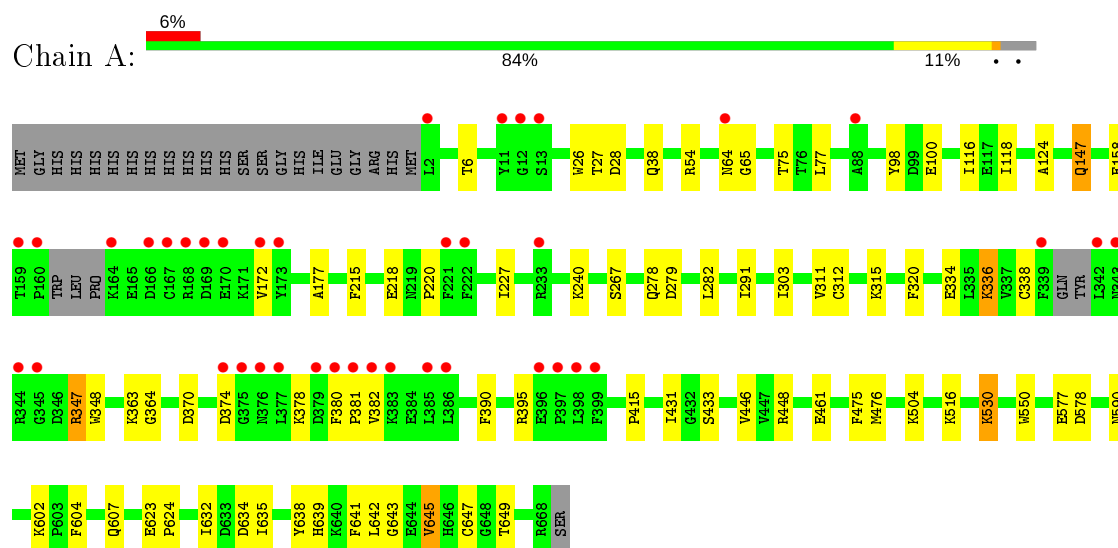 6%
Chain A:
84% 11% • •
MET GLY HIS HIS HIS HIS HIS HIS HIS HIS HIS HIS SER SER GLY HIS ILE GLU GLY ARG HIS MET L2 T6 Y11 G12 S13 W26 T27 D28 Q38 R54 N64 G65 T75 T76 L77 A88 Y98 D99 E100 I116 E117 I118 A124 Q147 E158
T159 P160 TRP LEU PRO K164 E165 D166 C167 R168 D169 E170 K171 V172 Y173 A177 F215 E218 N219 P220 F221 F222 I227 R233 K240 S267 Q278 D279 L282 I291 I303 V311 C312 K315 F320 E334 L335 K336 V337 C338 F339 GLN TYR L342 N343
R344 G345 D346 R347 W348 K363 G364 D370 D374 G375 N376 L377 K378 D379 F380 P381 V382 K383 E384 L385 L386 F390 R395 E396 P397 L398 F399 P415 I431 G432 S433 V446 V447 R448 E461 F475 M476 K504 K516 K530 W550 E577 D578 N590
K602 P603 F604 Q607 E623 P624 I632 D633 D634 I635 Y638 H639 K640 F641 L642 G643 E644 V645 H646 C647 G648 T649 R668 SER